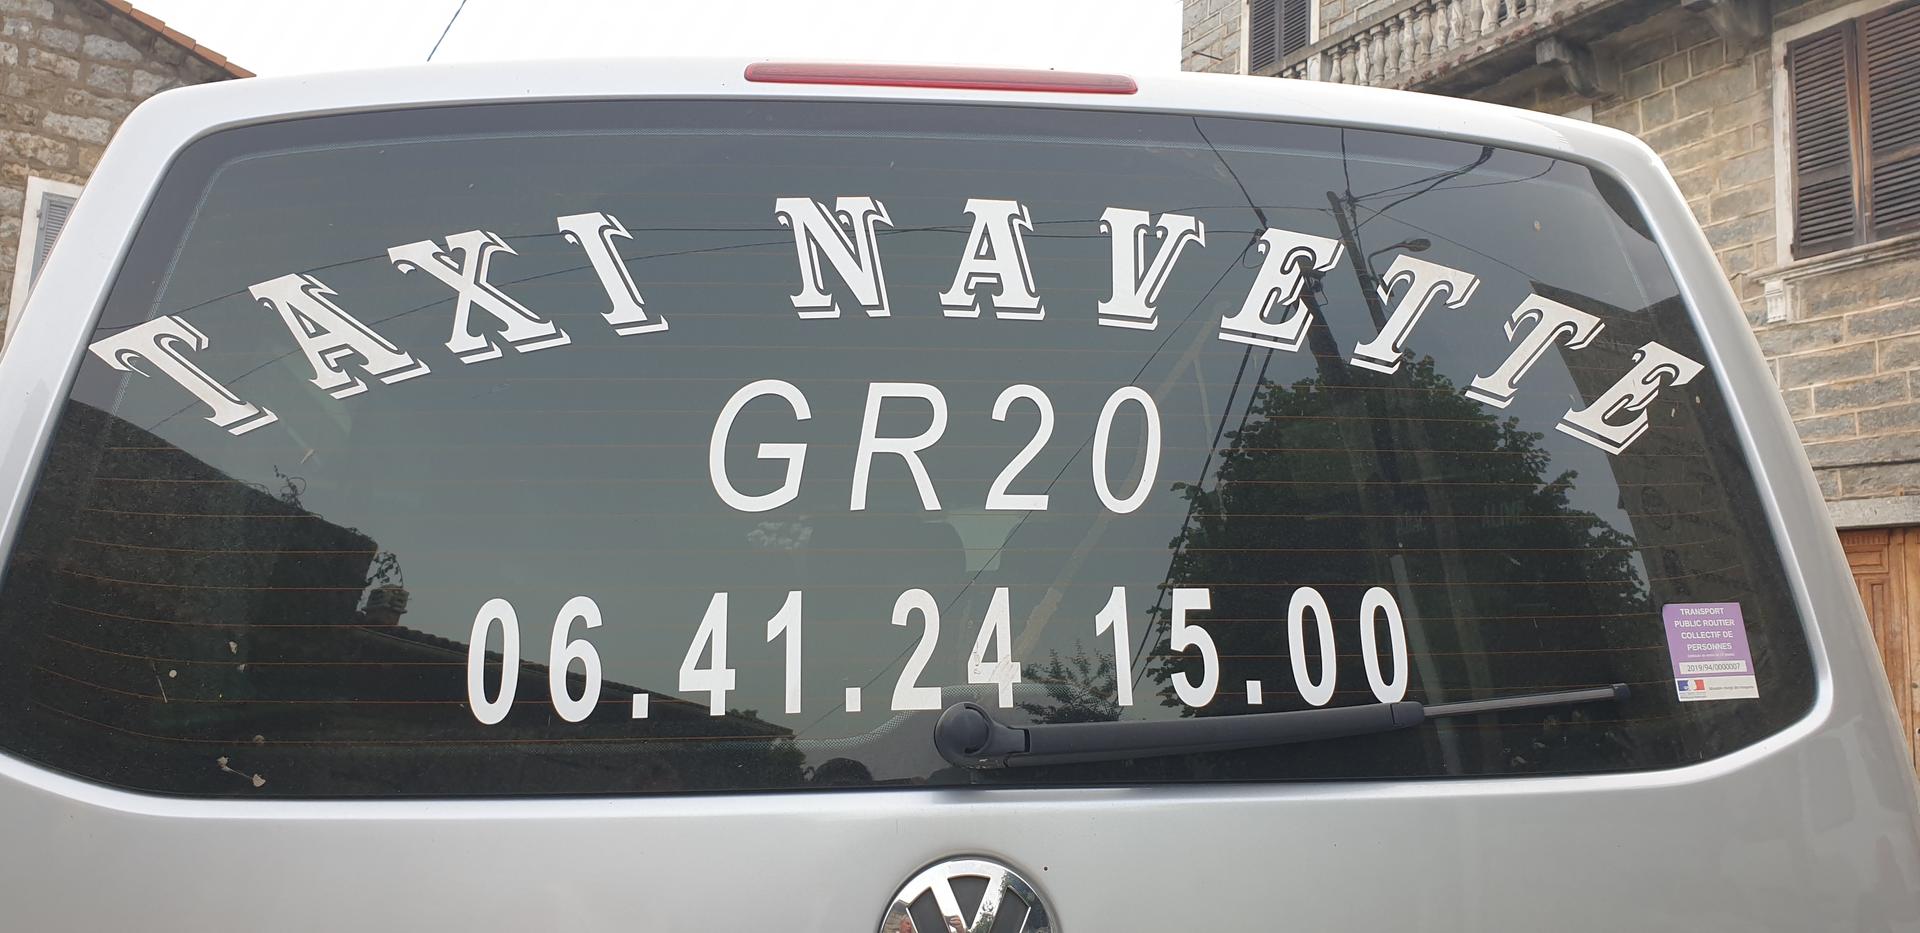 TAXI NAVETTE
GR20
06.41.24 15.00
TRANSPORT
PUBLIC ROUTIER
COLLECTIF DE
PERSONNES
2019/94/0000007